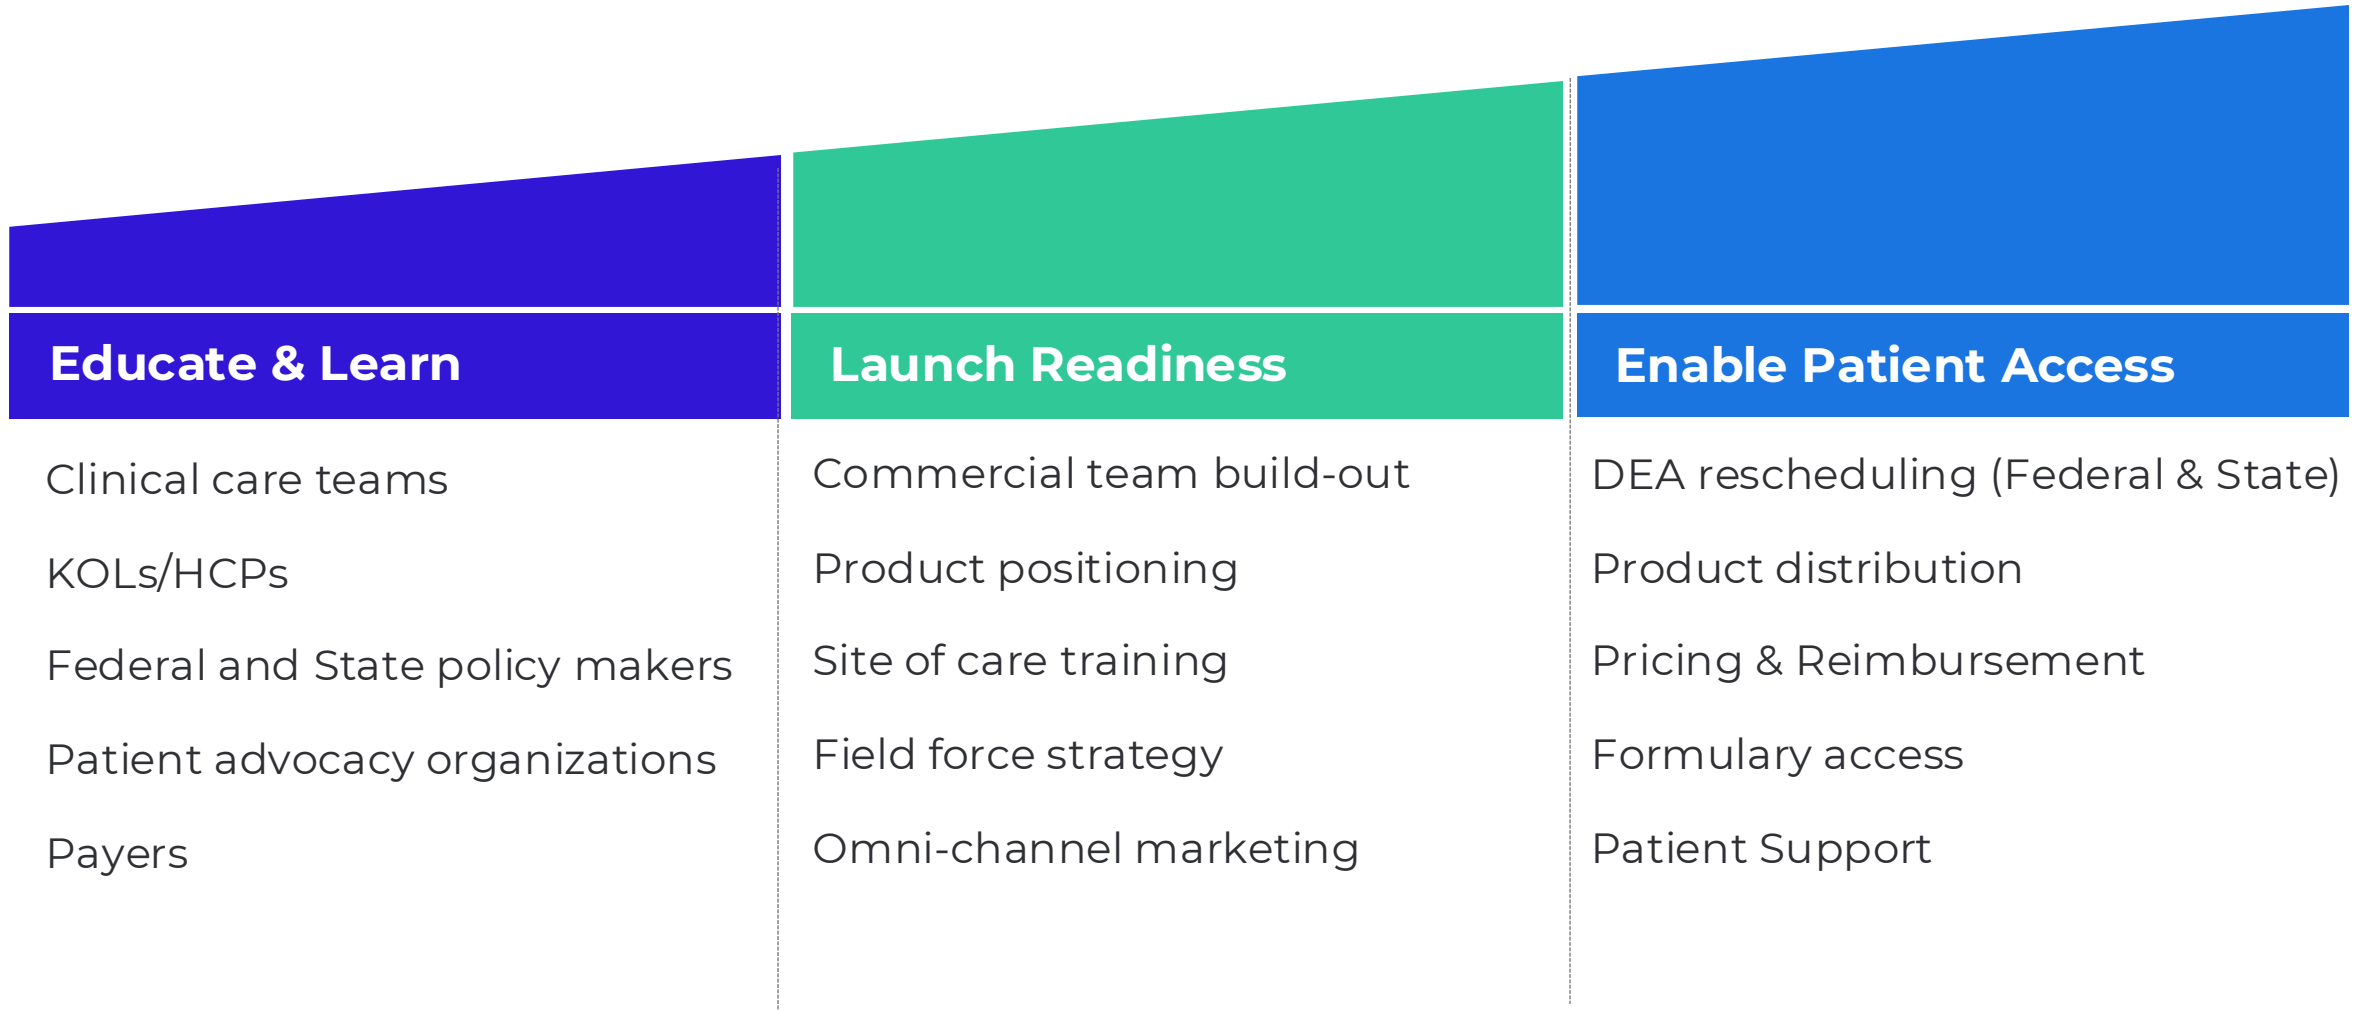 Educate & Learn
Clinical care teams
KOLs/HCPs
Federal and State policy makers
Patient advocacy organizations
Payers
Launch Readiness
Commercial team build-out
Product positioning
Site of care training
Field force strategy
Omni-channel marketing
Enable Patient Access
DEA rescheduling (Federal & State)
Product distribution
Pricing & Reimbursement
Formulary access
Patient Support